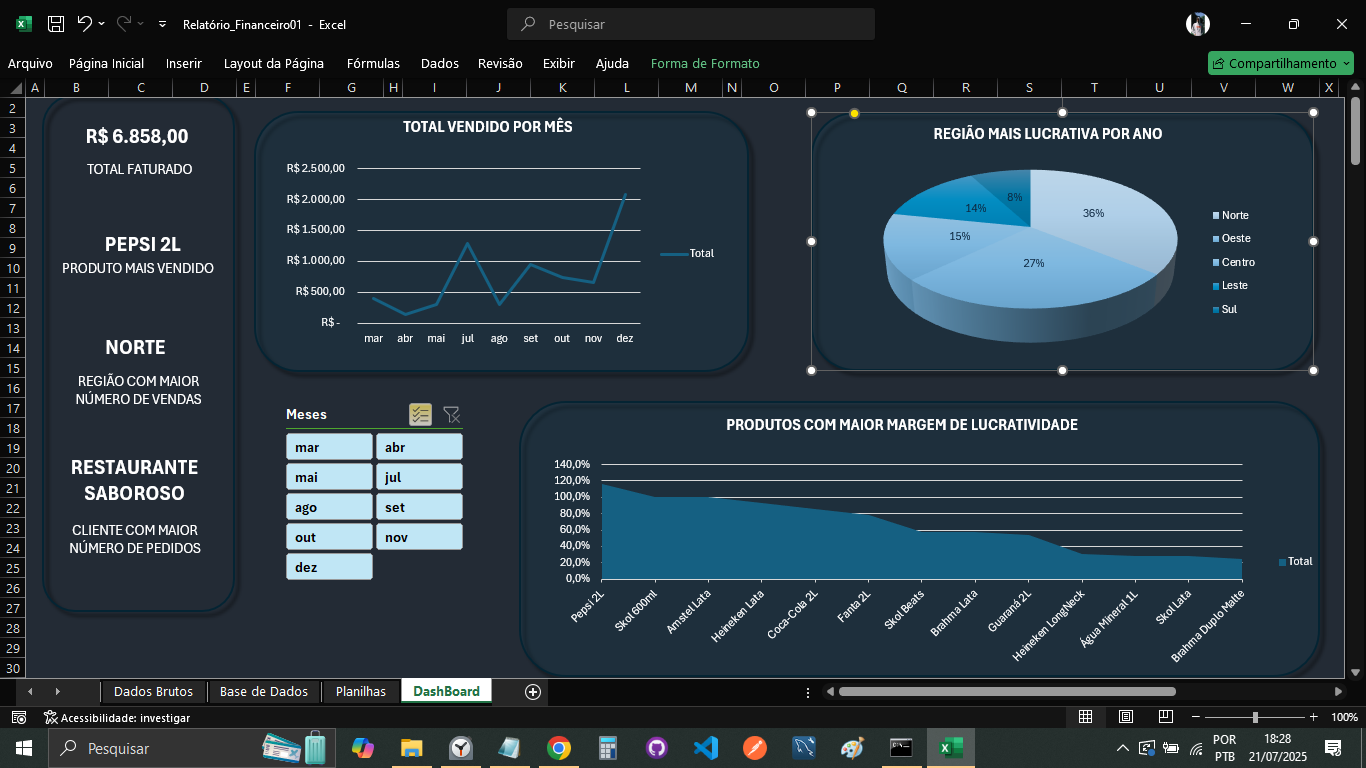 Relatório_Financeiro01 - Excel
Pesquisar
Arquivo Página Inicial Inserir Layout da Página Fórmulas Dados Revisão Exibir Ajuda Forma de Formato
Compartilhamento
A B C D E F G H I J K L M N O P Q R S T U V W X
2
3
4
5
6
7
8
9
10
11
12
13
14
15
16
17
18
19
20
21
22
23
24
25
26
27
28
29
30
R$ 6.858,00
TOTAL FATURADO
PEPSI 2L
PRODUTO MAIS VENDIDO
NORTE
REGIÃO COM MAIOR
NÚMERO DE VENDAS
RESTAURANTE
SABOROSO
CLIENTE COM MAIOR
NÚMERO DE PEDIDOS
TOTAL VENDIDO POR MÊS
R$ 2.500,00
R$ 2.000,00
R$ 1.500,00
R$ 1.000,00
R$ 500,00
R$ -
mar abr mai jul ago set out nov dez
Total
REGIÃO MAIS LUCRATIVA POR ANO
36%
27%
15%
14%
8%
Norte
Oeste
Centro
Leste
Sul
Meses
mar abr
mai jul
ago set
out nov
dez
PRODUTOS COM MAIOR MARGEM DE LUCRATIVIDADE
140,0%
120,0%
100,0%
80,0%
60,0%
40,0%
20,0%
0,0%
Pepsi 2L
Skol 600ml
Amstel Lata
Heineken Lata
Coca-Cola 2L
Fanta 2L
Skol Beats
Brahma Lata
Guaraná 2L
Heineken LongNeck
Água Mineral 1L
Skol Lata
Brahma Duplo Malte
Total
Dados Brutos Base de Dados Planilhas DashBoard
Acessibilidade: investigar
100%
Pesquisar
POR
PTB
18:28
21/07/2025